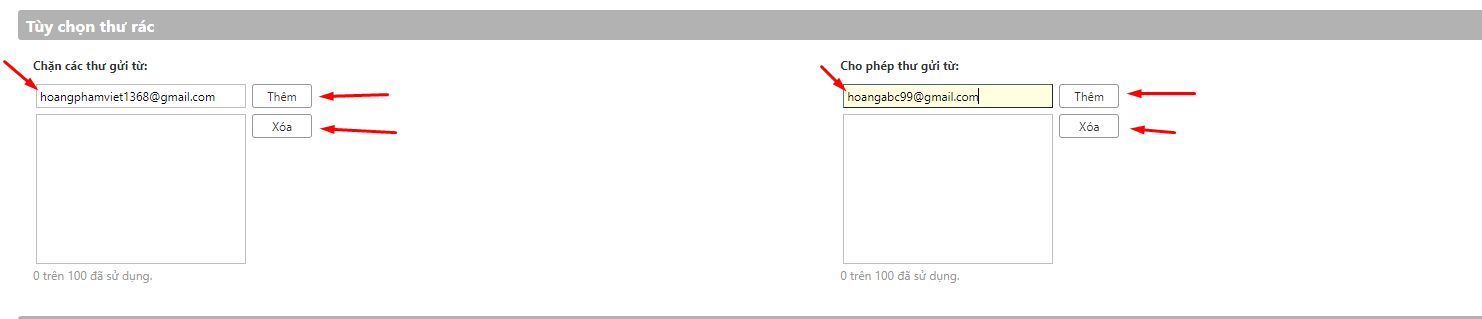 Tùy chọn thư rác
Chặn các thư gửi từ:
hoangphamviet1368@gmail.com
Thêm
Xóa
0 trên 100 đã sử dụng.
Cho phép thư gửi từ:
hoangabc99@gmail.com
Thêm
Xóa
0 trên 100 đã sử dụng.